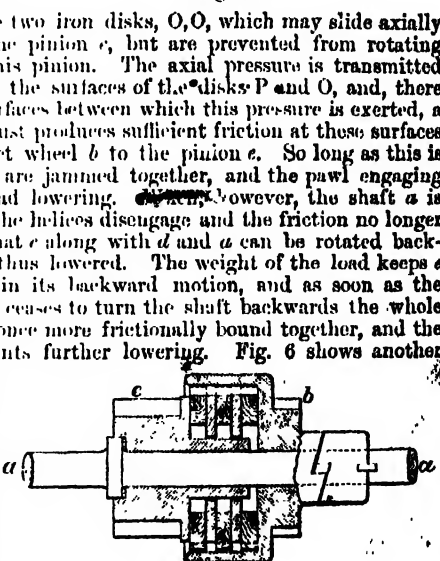 two iron disks, O,O, which may slide axially
pinion e, but are prevented from rotating
his pinion. The axial pressure is transmitted
the surfaces of the disks P and O, and, there
faces between which this pressure is exerted, a
ust produces sufficient friction at these surfaces
t wheel b to the pinion e. So long as this is
are jammed together, and the pawl engaging
ad lowering. however, the shaft a is
he helices disengage and the friction no longer
hat e along with d and a can be rotated back-
thus lowered. The weight of the load keeps e
in its backward motion, and as soon as the
ceases to turn the shaft backwards the whole
once more frictionally bound together, and the
nts further lowering. Fig. 6 shows another
c b
a a